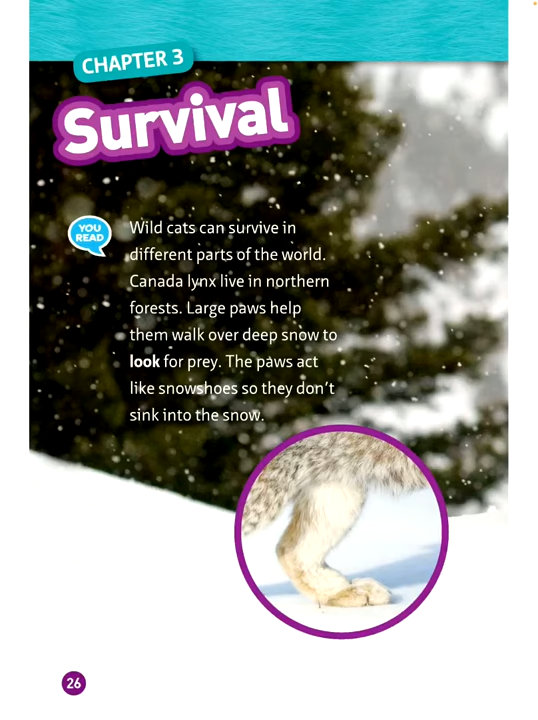 CHAPTER 3
Survival
YOU
READ
Wild cats can survive in
different parts of the world.
Canada lynx live in northern
forests. Large paws help
them walk over deep snow to
look for prey. The paws act
like snowshoes so they don't
sink into the snow.
26